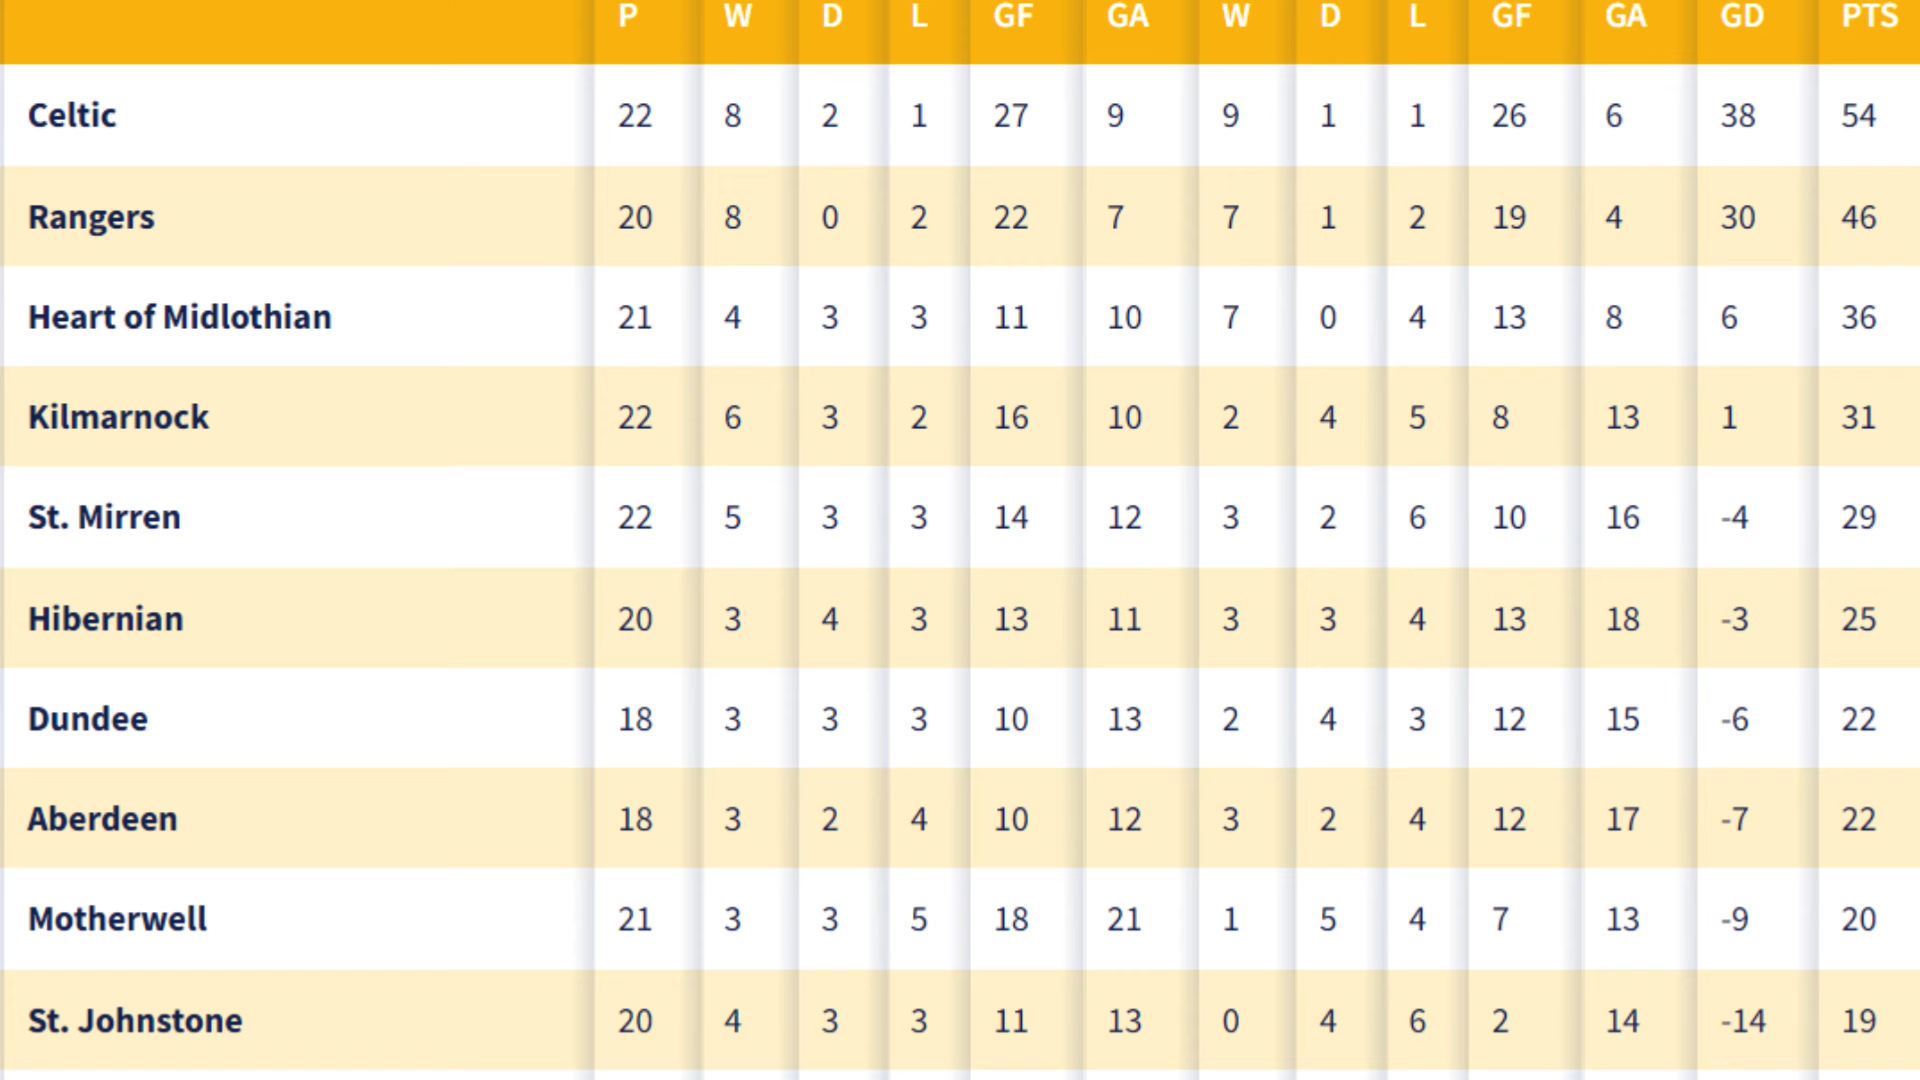 P W D L GF GA W D L GF GA GD PTS
Celtic 22 8 2 1 27 9 9 1 1 26 6 38 54
Rangers 20 8 0 2 22 7 7 1 2 19 4 30 46
Heart of Midlothian 21 4 3 3 11 10 7 0 4 13 8 6 36
Kilmarnock 22 6 3 2 16 10 2 4 5 8 13 1 31
St. Mirren 22 5 3 3 14 12 3 2 6 10 16 -4 29
Hibernian 20 3 4 3 13 11 3 3 4 13 18 -3 25
Dundee 18 3 3 3 10 13 2 4 3 12 15 -6 22
Aberdeen 18 3 2 4 10 12 3 2 4 12 17 -7 22
Motherwell 21 3 3 5 18 21 1 5 4 7 13 -9 20
St. Johnstone 20 4 3 3 11 13 0 4 6 2 14 -14 19